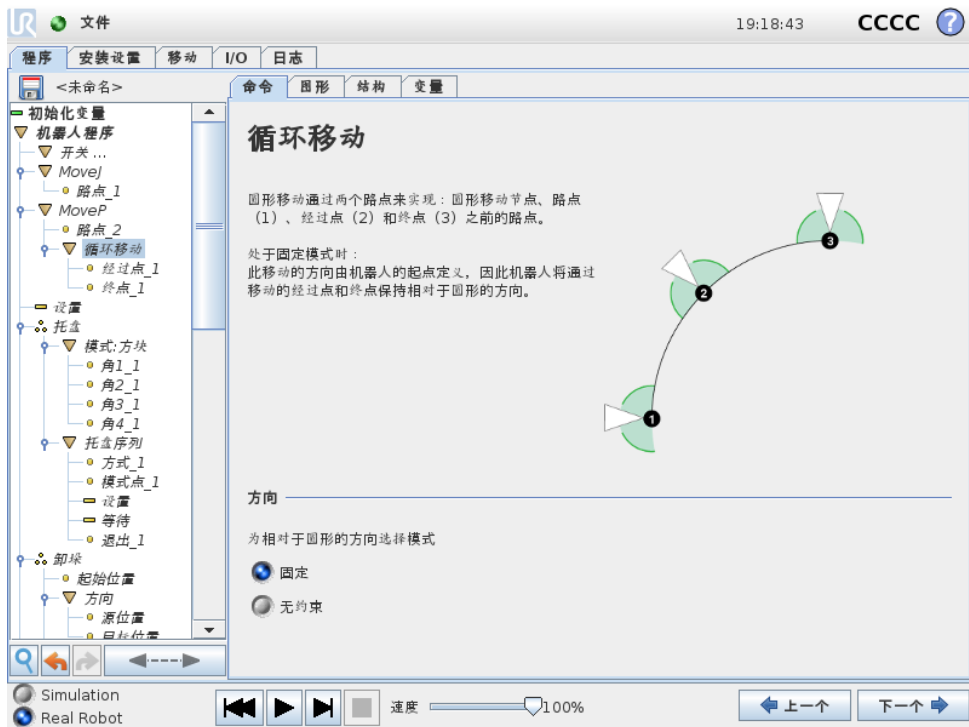 UR 文件 19:18:43 CCCC ?
程序 安装设置 移动 I/O 日志
<未命名> 命令 图形 结构 变量
初始化变量
机器人程序
开关 ...
MoveJ
路点_1
MoveP
路点_2
循环移动
经过点_1
终点_1
设置
托盘
模式:方块
角1_1
角2_1
角3_1
角4_1
托盘序列
方式_1
模式点_1
设置
等待
退出_1
卸垛
起始位置
方向
源位置
目标位置
循环移动
圆形移动通过两个路点来实现：圆形移动节点、路点
（1）、经过点（2）和终点（3）之前的路点。
处于固定模式时：
此移动的方向由机器人的起点定义，因此机器人将通过
移动的经过点和终点保持相对于圆形的方向。
3
2
1
方向
为相对于圆形的方向选择模式
固定
无约束
Simulation
Real Robot
速度 100% 上一个 下一个